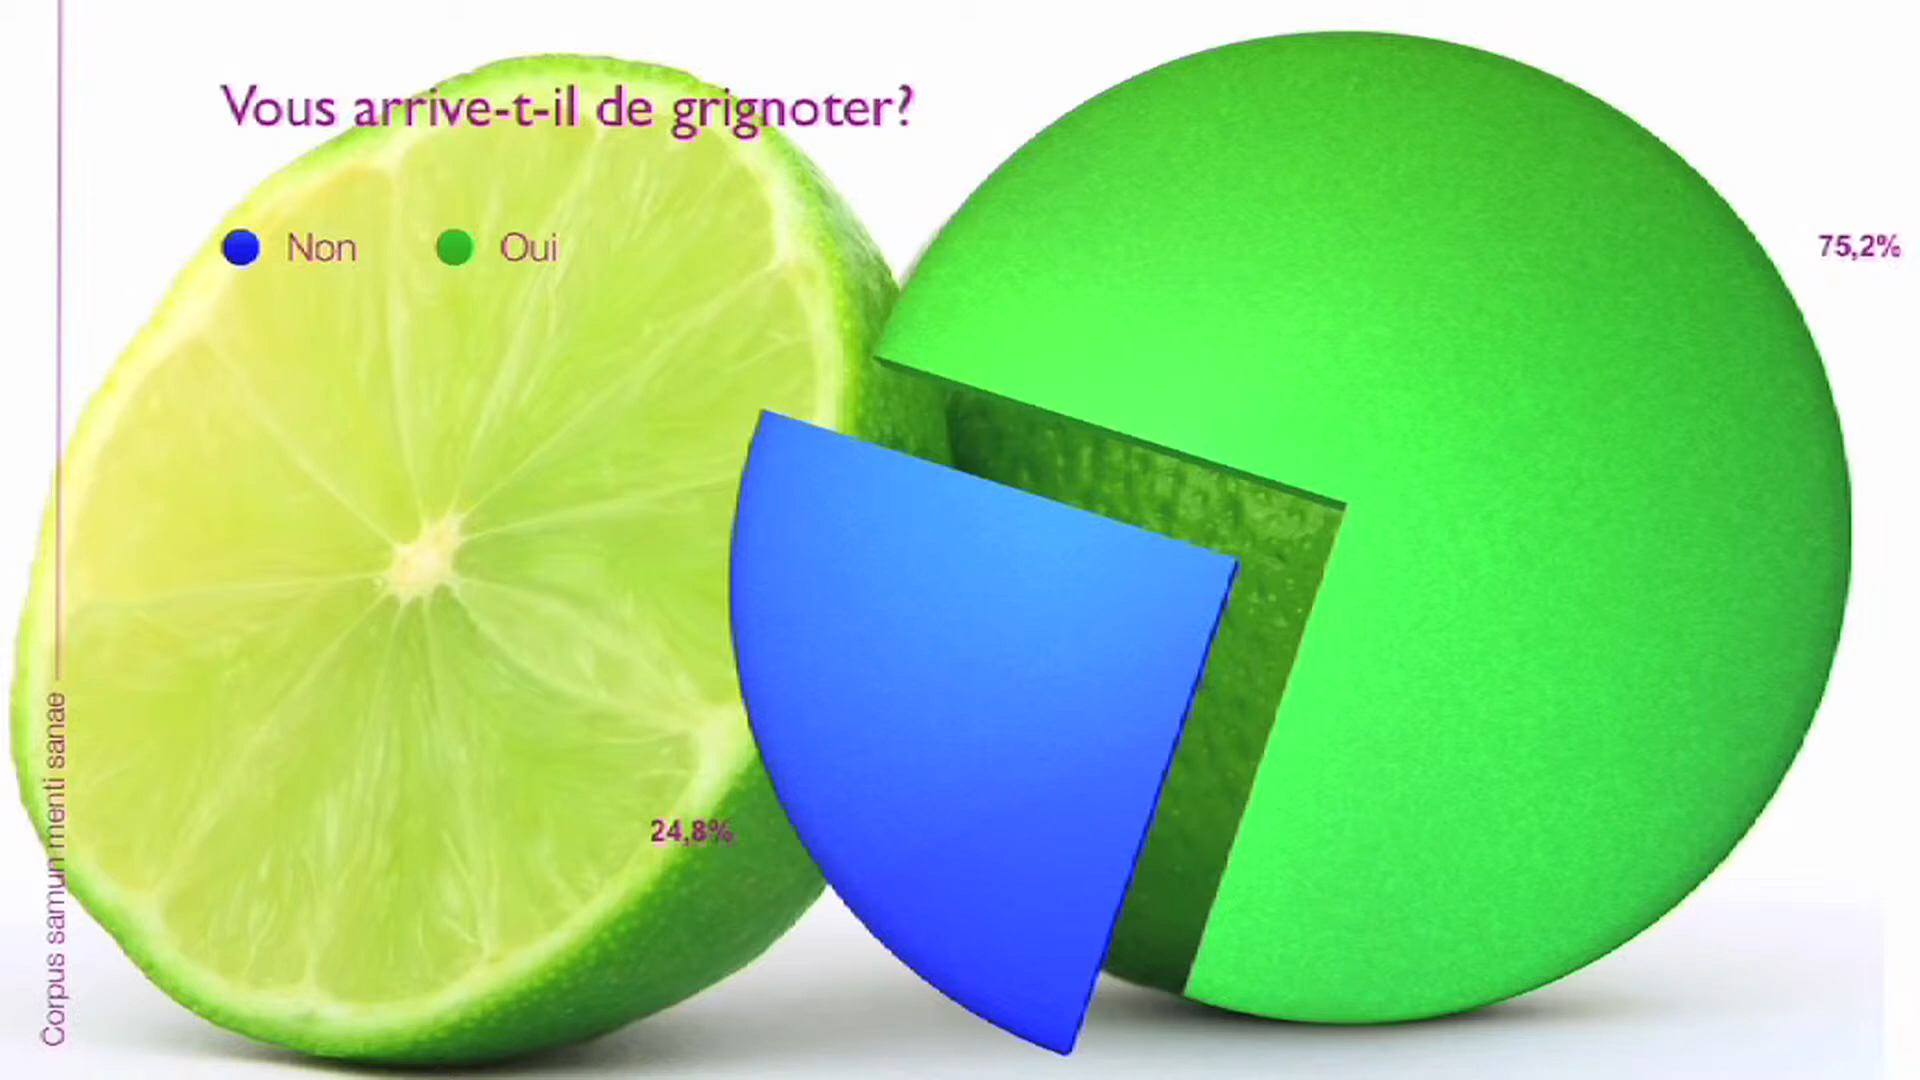 Vous arrive-t-il de grignoter?
Non
Oui
75,2%
24,8%
Corpus samun menti sanae